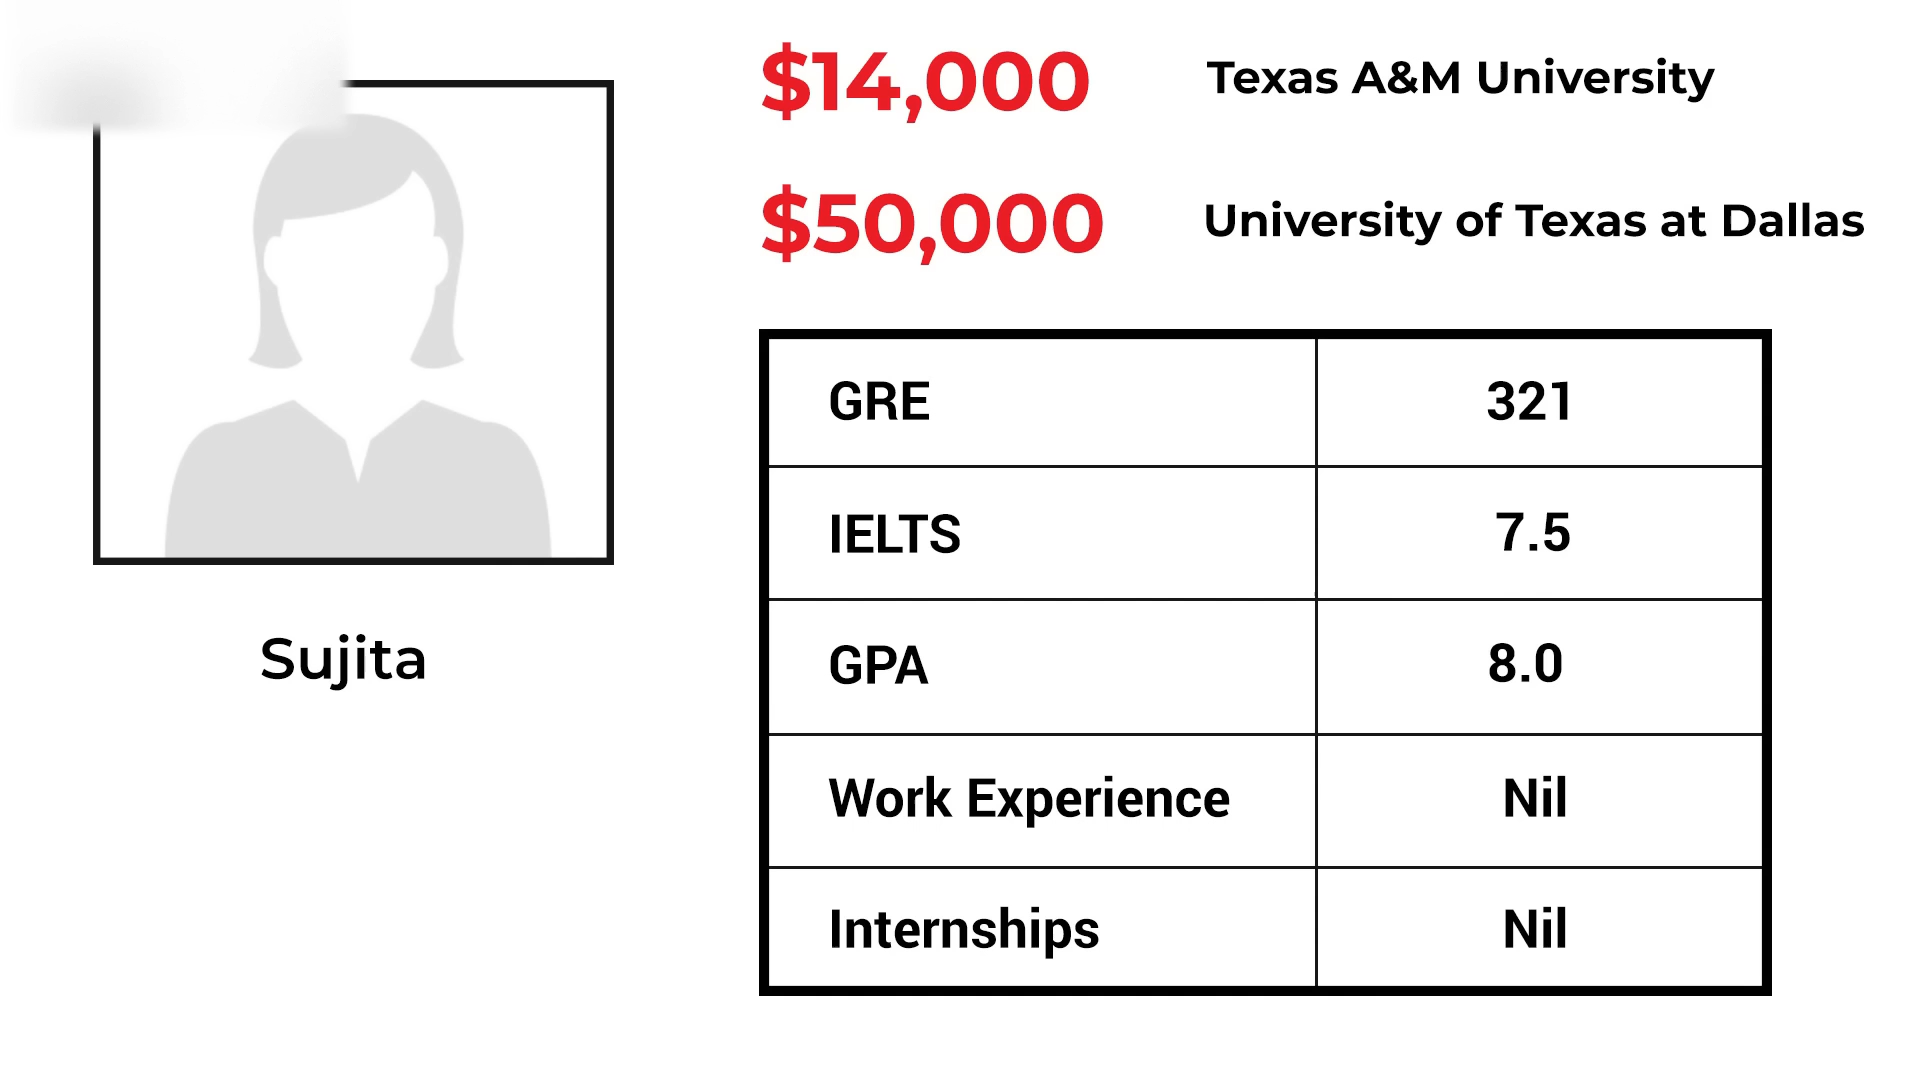 $14,000 Texas A&M University
$50,000 University of Texas at Dallas
Sujita
GRE 321
IELTS 7.5
GPA 8.0
Work Experience Nil
Internships Nil